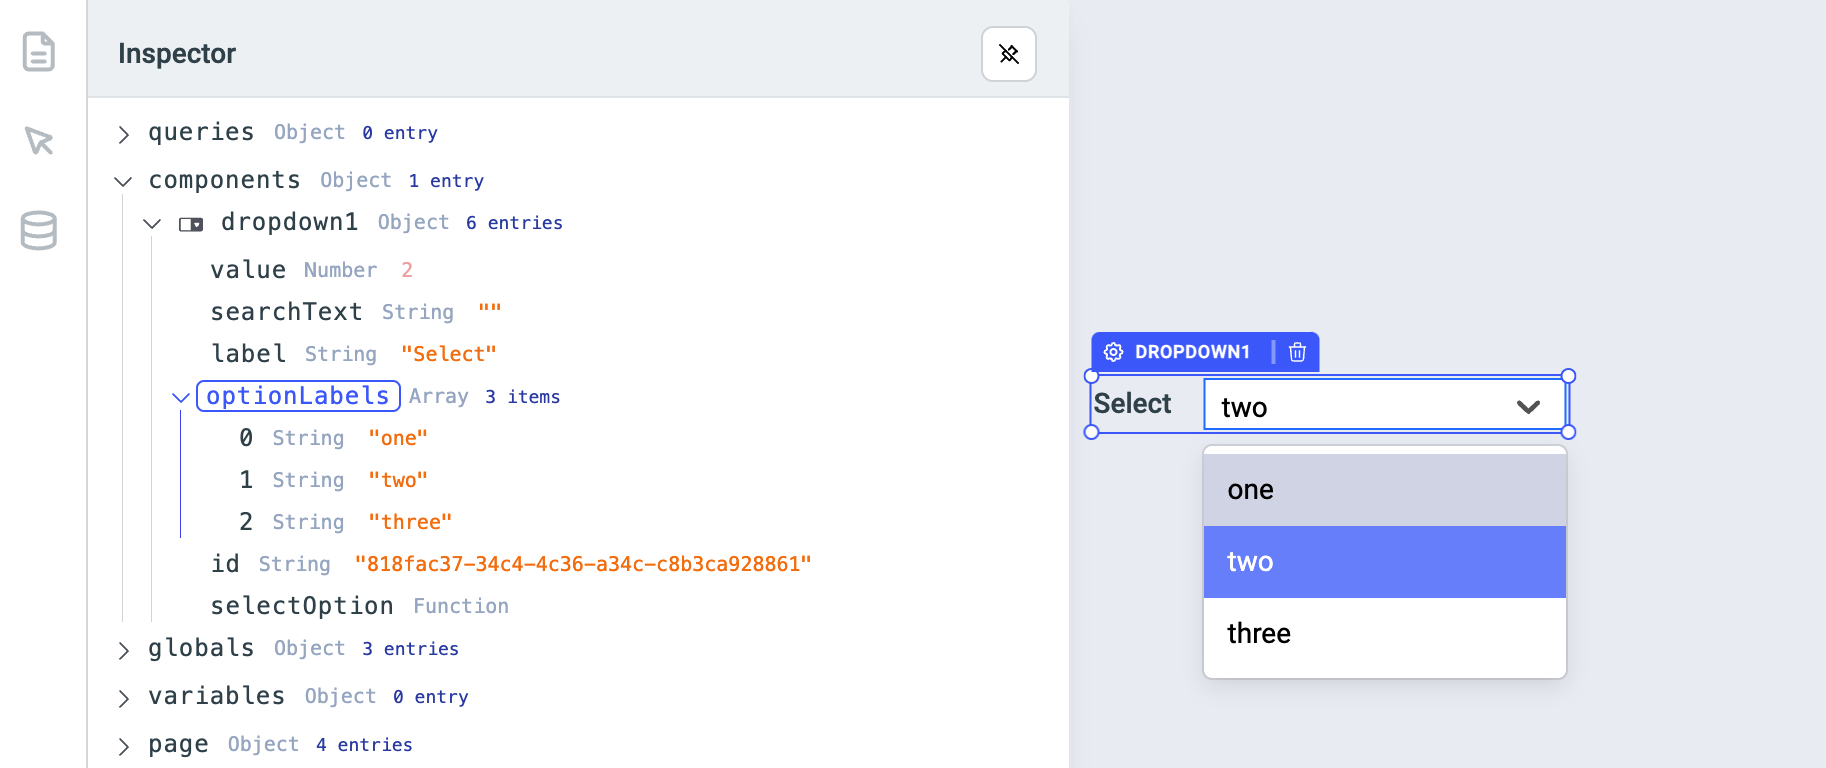 Inspector
queries Object 0 entry
components Object 1 entry
dropdown1 Object 6 entries
value Number 2
searchText String ""
label String "Select"
optionLabels Array 3 items
0 String "one"
1 String "two"
2 String "three"
id String "818fac37-34c4-4c36-a34c-c8b3ca928861"
selectOption Function
globals Object 3 entries
variables Object 0 entry
page Object 4 entries
DROPDOWN1
Select two
one
two
three